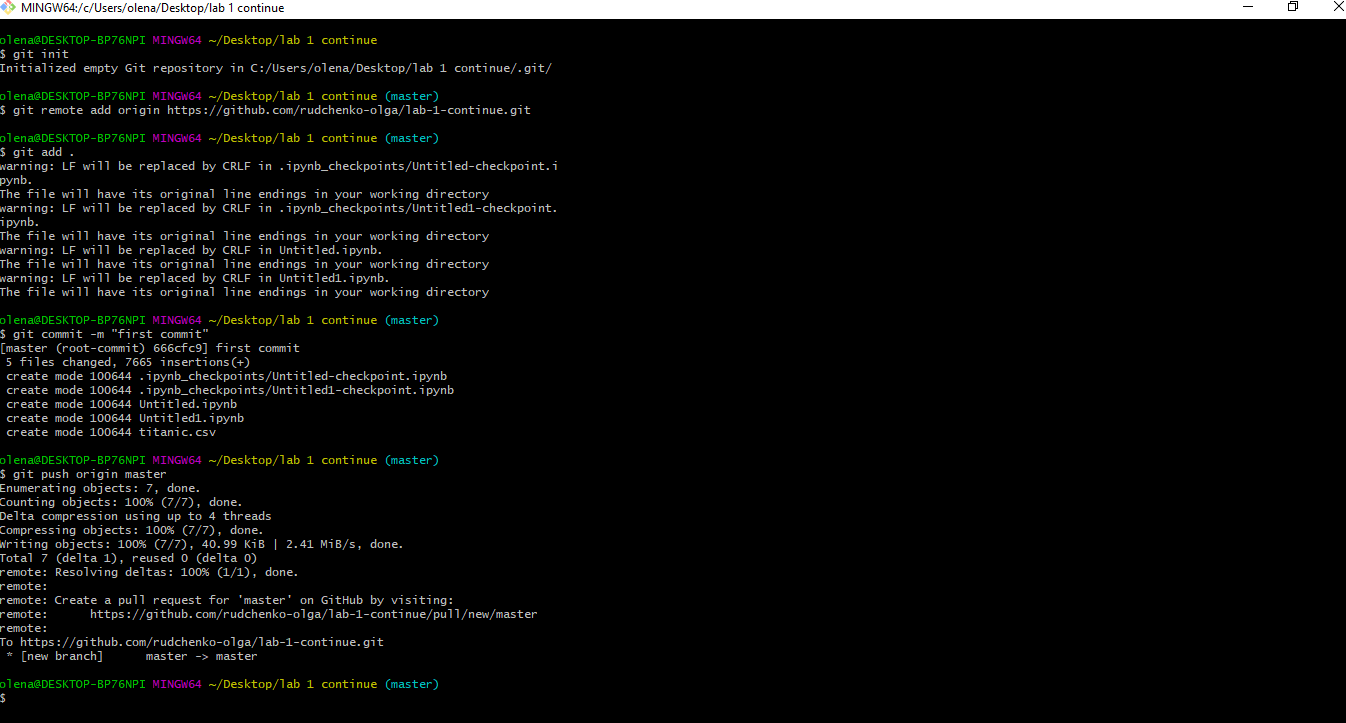 MINGW64:/c/Users/olena/Desktop/lab 1 continue
olena@DESKTOP-BP76NPI MINGW64 ~/Desktop/lab 1 continue
$ git init
Initialized empty Git repository in C:/Users/olena/Desktop/lab 1 continue/.git/
olena@DESKTOP-BP76NPI MINGW64 ~/Desktop/lab 1 continue (master)
$ git remote add origin https://github.com/rudchenko-olga/lab-1-continue.git
olena@DESKTOP-BP76NPI MINGW64 ~/Desktop/lab 1 continue (master)
$ git add .
warning: LF will be replaced by CRLF in .ipynb_checkpoints/Untitled-checkpoint.i
pynb.
The file will have its original line endings in your working directory
warning: LF will be replaced by CRLF in .ipynb_checkpoints/Untitled1-checkpoint.
ipynb.
The file will have its original line endings in your working directory
warning: LF will be replaced by CRLF in Untitled.ipynb.
The file will have its original line endings in your working directory
warning: LF will be replaced by CRLF in Untitled1.ipynb.
The file will have its original line endings in your working directory
olena@DESKTOP-BP76NPI MINGW64 ~/Desktop/lab 1 continue (master)
$ git commit -m "first commit"
[master (root-commit) 666cfc9] first commit
 5 files changed, 7665 insertions(+)
 create mode 100644 .ipynb_checkpoints/Untitled-checkpoint.ipynb
 create mode 100644 .ipynb_checkpoints/Untitled1-checkpoint.ipynb
 create mode 100644 Untitled.ipynb
 create mode 100644 Untitled1.ipynb
 create mode 100644 titanic.csv
olena@DESKTOP-BP76NPI MINGW64 ~/Desktop/lab 1 continue (master)
$ git push origin master
Enumerating objects: 7, done.
Counting objects: 100% (7/7), done.
Delta compression using up to 4 threads
Compressing objects: 100% (7/7), done.
Writing objects: 100% (7/7), 40.99 KiB | 2.41 MiB/s, done.
Total 7 (delta 1), reused 0 (delta 0)
remote: Resolving deltas: 100% (1/1), done.
remote:
remote: Create a pull request for 'master' on GitHub by visiting:
remote:      https://github.com/rudchenko-olga/lab-1-continue/pull/new/master
remote:
To https://github.com/rudchenko-olga/lab-1-continue.git
 * [new branch]      master -> master
olena@DESKTOP-BP76NPI MINGW64 ~/Desktop/lab 1 continue (master)
$